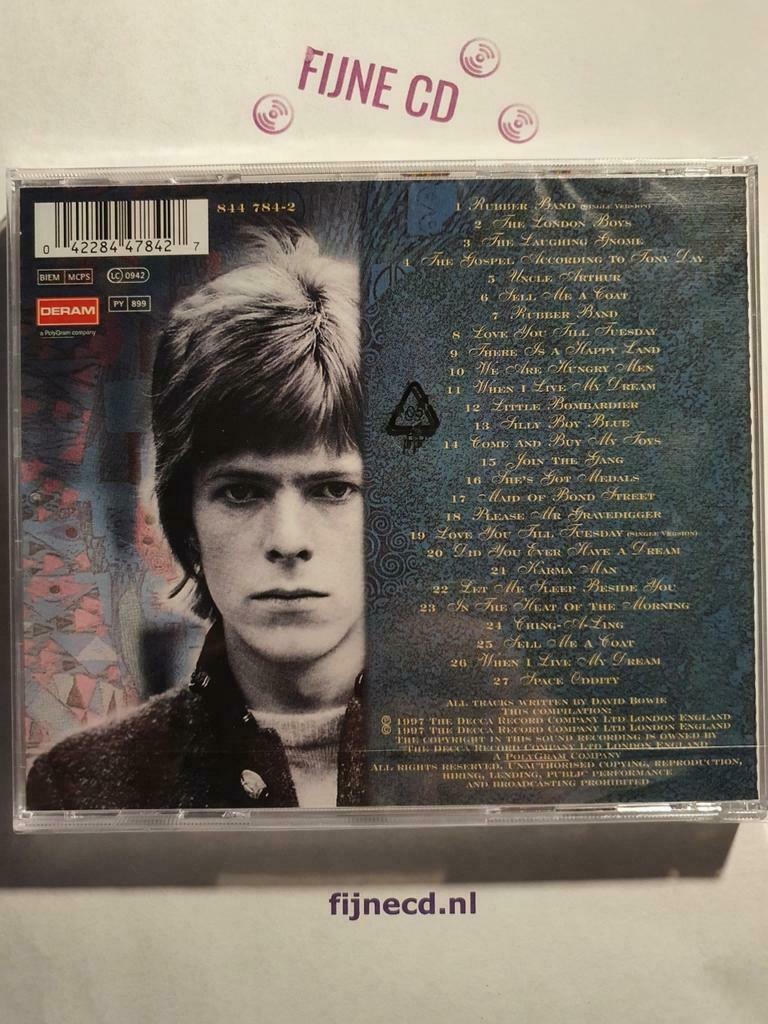 FIJNE CD
844 784-2
0 42284 47842 7
BIEM MCPS
LC 0942
DERAM
PY 899
a PolyGram company
1 Rubber Band (Single Version)
2 The London Boys
3 The Laughing Gnome
4 The Gospel According To Tony Day
5 Uncle Arthur
6 Sell Me A Coat
7 Rubber Band
8 Love You Till Tuesday
9 There Is A Happy Land
10 We Are Hungry Men
11 When I Live My Dream
12 Little Bombardier
13 Silly Boy Blue
14 Come And Buy My Toys
15 Join The Gang
16 She's Got Medals
17 Maid Of Bond Street
18 Please Mr Gravedigger
19 Love You Till Tuesday (Single Version)
20 Did You Ever Have A Dream
21 Karma Man
22 Let Me Sleep Beside You
23 In The Heat Of The Morning
24 Ching-A-Ling
25 Sell Me A Coat
26 When I Live My Dream
27 Space Oddity
All tracks written by David Bowie
This compilation:
℗ 1997 The Decca Record Company Ltd London England
© 1997 The Decca Record Company Ltd London England
The copyright in this sound recording is owned by
The Decca Record Company Ltd London England
A PolyGram Company
All rights reserved. Unauthorised copying, reproduction,
hiring, lending, public performance
and broadcasting prohibited
fijnecd.nl